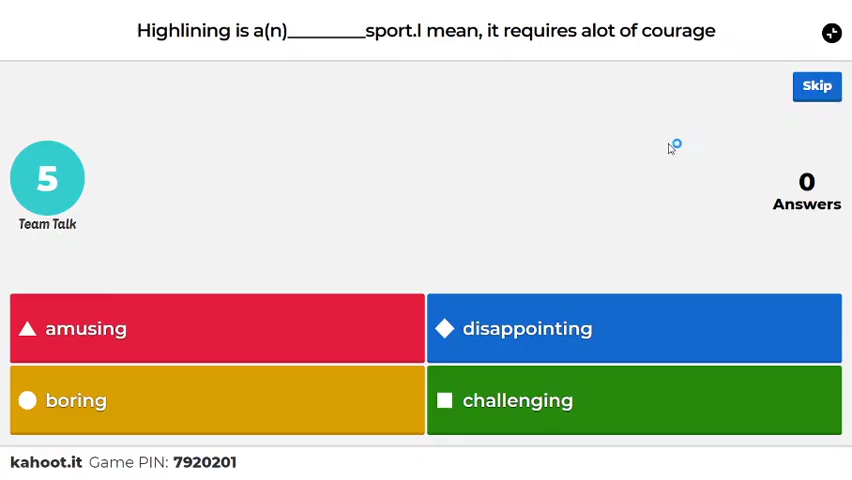 Highlining is a(n)_________sport.I mean, it requires alot of courage
Skip
5
Team Talk
0
Answers
amusing
disappointing
boring
challenging
kahoot.it Game PIN: 7920201